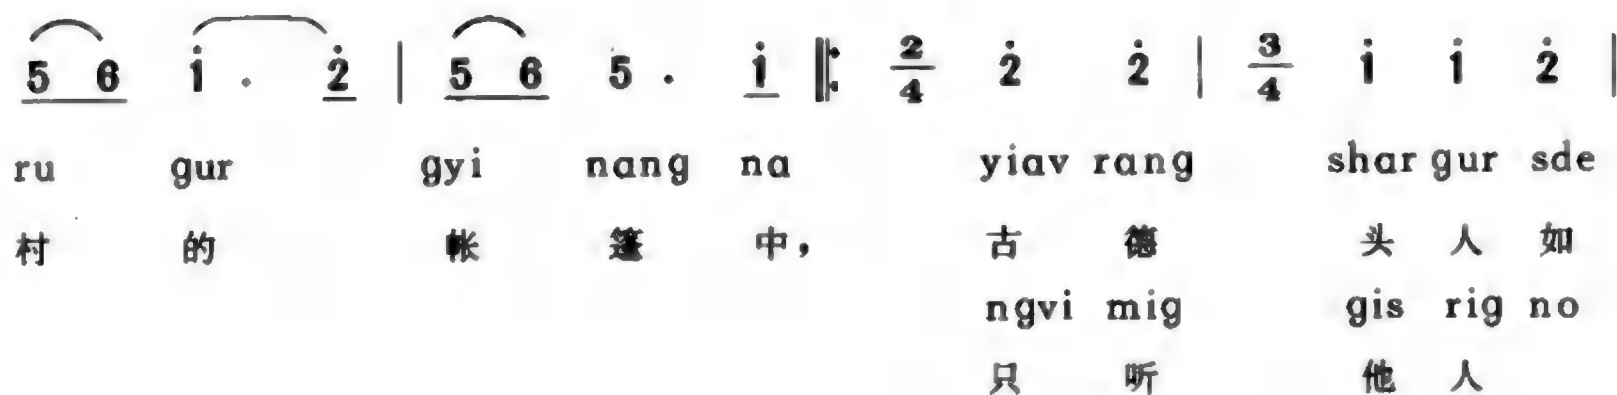 5 6 i̇ . 2̇ | 5 6 5 . i̇ ‖: 2/4 2̇ 2̇ | 3/4 i̇ i̇ 2̇ |
ru gur gyi nang na yiav rang shar gur sde
村 的 帐 篷 中， 古 德 头 人 如
ngvi mig gis rig no
只 听 他 人